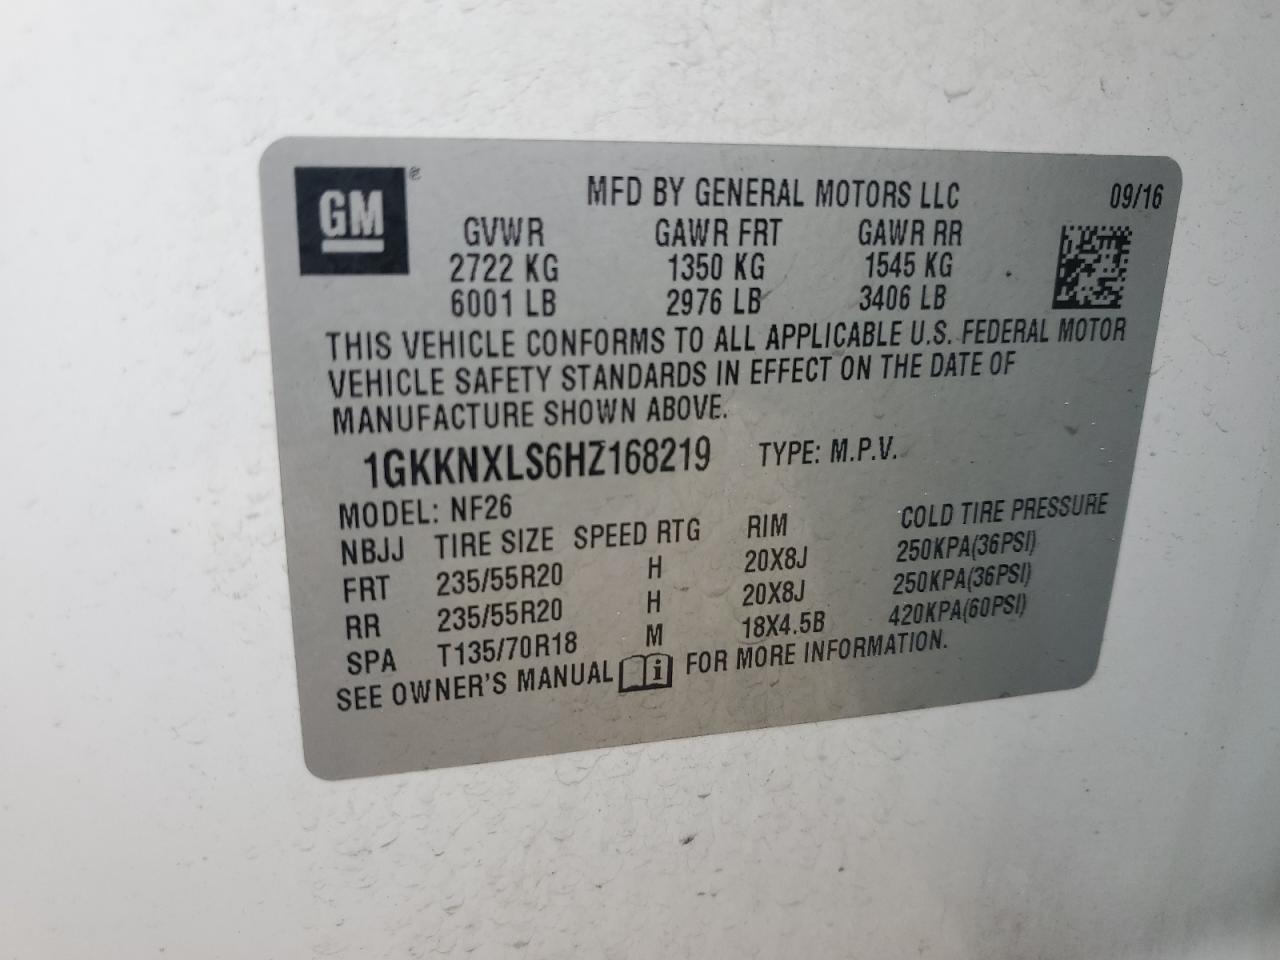 GM
MFD BY GENERAL MOTORS LLC 09/16
GVWR GAWR FRT GAWR RR
2722 KG 1350 KG 1545 KG
6001 LB 2976 LB 3406 LB
THIS VEHICLE CONFORMS TO ALL APPLICABLE U.S. FEDERAL MOTOR
VEHICLE SAFETY STANDARDS IN EFFECT ON THE DATE OF
MANUFACTURE SHOWN ABOVE.
1GKKNXLS6HZ168219 TYPE: M.P.V.
MODEL: NF26
NBJJ TIRE SIZE SPEED RTG RIM COLD TIRE PRESSURE
FRT 235/55R20 H 20X8J 250KPA(36PSI)
RR 235/55R20 H 20X8J 250KPA(36PSI)
SPA T135/70R18 M 18X4.5B 420KPA(60PSI)
SEE OWNER'S MANUAL i FOR MORE INFORMATION.